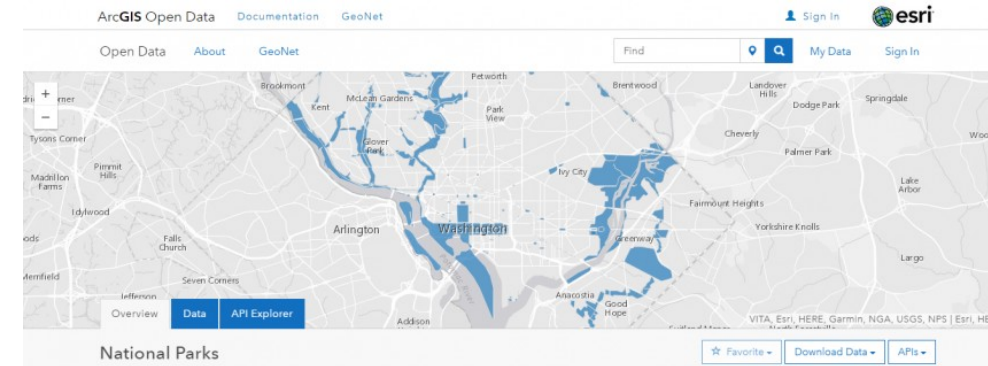 ArcGIS Open Data Documentation GeoNet Sign In esri
Open Data About GeoNet Find My Data Sign In
Brookmont
Petworth
Brentwood
Landover Hills
Kent
McLean Gardens
Park View
Dodge Park
Springdale
+
−
Tysons Corner
Glover Park
Cheverly
Palmer Park
Pimmit Hills
Madrillon Farms
Ivy City
Lake Arbor
Idylwood
Fairmount Heights
Arlington
Washington
Yorkshire Knolls
Falls Church
Greenway
Largo
Merrifield
Seven Corners
Jefferson
Anacostia
Good Hope
Addison
Overview Data API Explorer
VITA, Esri, HERE, Garmin, NGA, USGS, NPS | Esri, HE
National Parks Favorite Download Data APIs